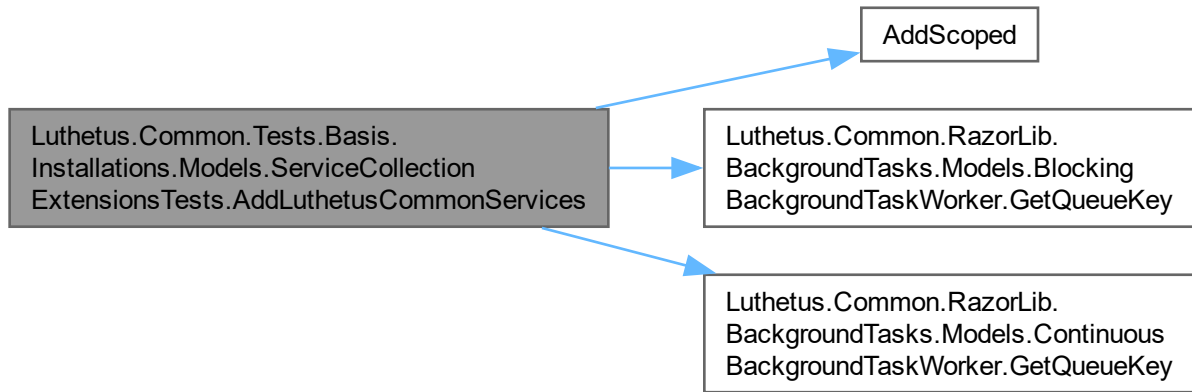 Luthetus.Common.Tests.Basis.
Installations.Models.ServiceCollection
ExtensionsTests.AddLuthetusCommonServices
AddScoped
Luthetus.Common.RazorLib.
BackgroundTasks.Models.Blocking
BackgroundTaskWorker.GetQueueKey
Luthetus.Common.RazorLib.
BackgroundTasks.Models.Continuous
BackgroundTaskWorker.GetQueueKey